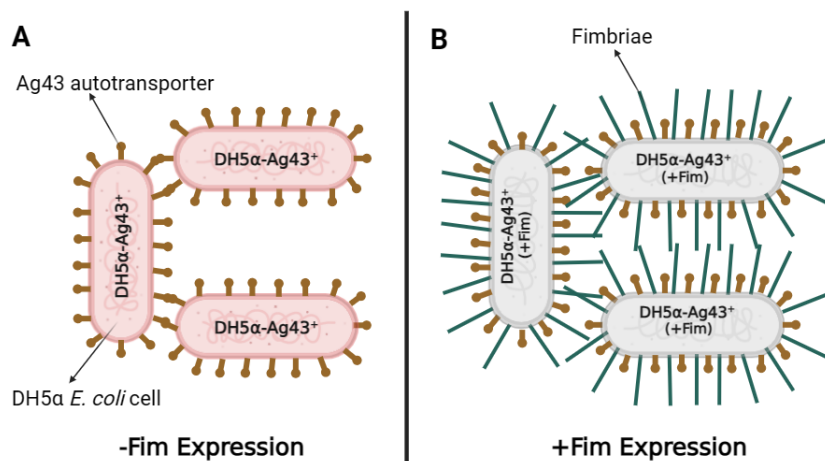 A
Ag43 autotransporter
DH5α-Ag43⁺
DH5α-Ag43⁺
DH5α-Ag43⁺
DH5α E. coli cell
-Fim Expression
B
Fimbriae
DH5α-Ag43⁺
(+Fim)
DH5α-Ag43⁺
(+Fim)
DH5α-Ag43⁺
(+Fim)
+Fim Expression